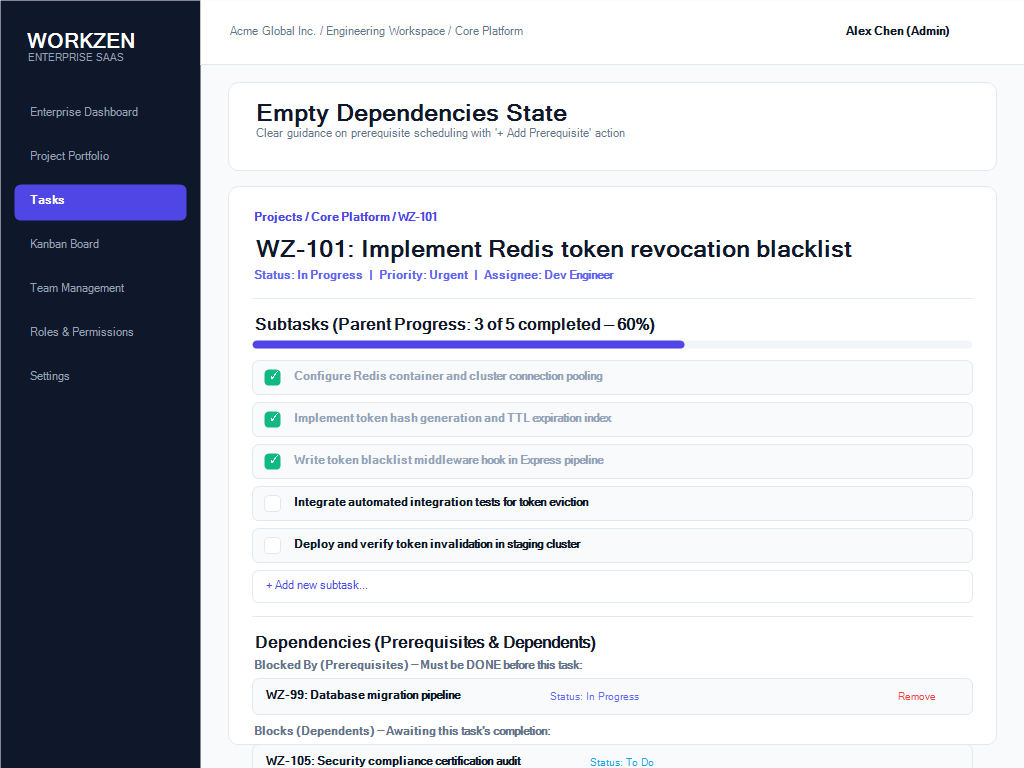 WORKZEN
ENTERPRISE SAAS
Enterprise Dashboard
Project Portfolio
Tasks
Kanban Board
Team Management
Roles & Permissions
Settings
Acme Global Inc. / Engineering Workspace / Core Platform
Alex Chen (Admin)
Empty Dependencies State
Clear guidance on prerequisite scheduling with '+ Add Prerequisite' action
Projects / Core Platform / WZ-101
WZ-101: Implement Redis token revocation blacklist
Status: In Progress | Priority: Urgent | Assignee: Dev Engineer
Subtasks (Parent Progress: 3 of 5 completed — 60%)
Configure Redis container and cluster connection pooling
Implement token hash generation and TTL expiration index
Write token blacklist middleware hook in Express pipeline
Integrate automated integration tests for token eviction
Deploy and verify token invalidation in staging cluster
+ Add new subtask...
Dependencies (Prerequisites & Dependents)
Blocked By (Prerequisites) — Must be DONE before this task:
WZ-99: Database migration pipeline Status: In Progress Remove
Blocks (Dependents) — Awaiting this task's completion:
WZ-105: Security compliance certification audit Status: To Do